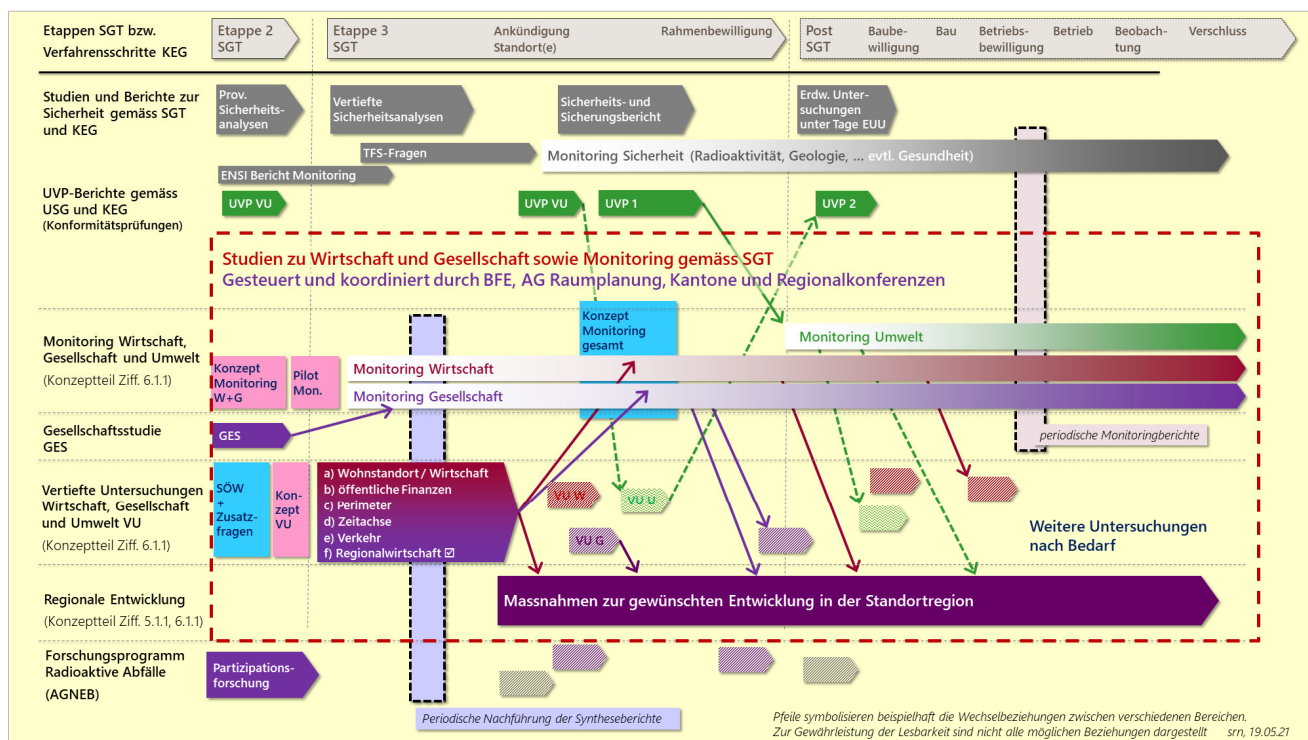 Etappen SGT bzw.
Verfahrensschritte KEG
Etappe 2
SGT
Etappe 3
SGT
Ankündigung
Standort(e)
Rahmenbewilligung
Post
SGT
Baube-
willigung
Bau
Betriebs-
bewilligung
Betrieb
Beobach-
tung
Verschluss
Studien und Berichte zur
Sicherheit gemäss SGT
und KEG
Prov.
Sicherheits-
analysen
Vertiefte
Sicherheitsanalysen
Sicherheits- und
Sicherungsbericht
Erdw. Unter-
suchungen
unter Tage EUU
TFS-Fragen
Monitoring Sicherheit (Radioaktivität, Geologie, ... evtl. Gesundheit)
ENSI Bericht Monitoring
UVP-Berichte gemäss
USG und KEG
(Konformitätsprüfungen)
UVP VU
UVP VU
UVP 1
UVP 2
Studien zu Wirtschaft und Gesellschaft sowie Monitoring gemäss SGT
Gesteuert und koordiniert durch BFE, AG Raumplanung, Kantone und Regionalkonferenzen
Monitoring Wirtschaft,
Gesellschaft und Umwelt
(Konzeptteil Ziff. 6.1.1)
Konzept
Monitoring
W+G
Pilot
Mon.
Konzept
Monitoring
gesamt
Monitoring Umwelt
Monitoring Wirtschaft
Monitoring Gesellschaft
Gesellschaftsstudie
GES
GES
periodische Monitoringberichte
Vertiefte Untersuchungen
Wirtschaft, Gesellschaft
und Umwelt VU
(Konzeptteil Ziff. 6.1.1)
SÖW
+
Zusatz-
fragen
Kon-
zept
VU
a) Wohnstandort / Wirtschaft
b) öffentliche Finanzen
c) Perimeter
d) Zeitachse
e) Verkehr
f) Regionalwirtschaft ☑
VU W
VU U
VU G
Weitere Untersuchungen
nach Bedarf
Regionale Entwicklung
(Konzeptteil Ziff. 5.1.1, 6.1.1)
Massnahmen zur gewünschten Entwicklung in der Standortregion
Forschungsprogramm
Radioaktive Abfälle
(AGNEB)
Partizipations-
forschung
Periodische Nachführung der Syntheseberichte
Pfeile symbolisieren beispielhaft die Wechselbeziehungen zwischen verschiedenen Bereichen.
Zur Gewährleistung der Lesbarkeit sind nicht alle möglichen Beziehungen dargestellt srn, 19.05.21